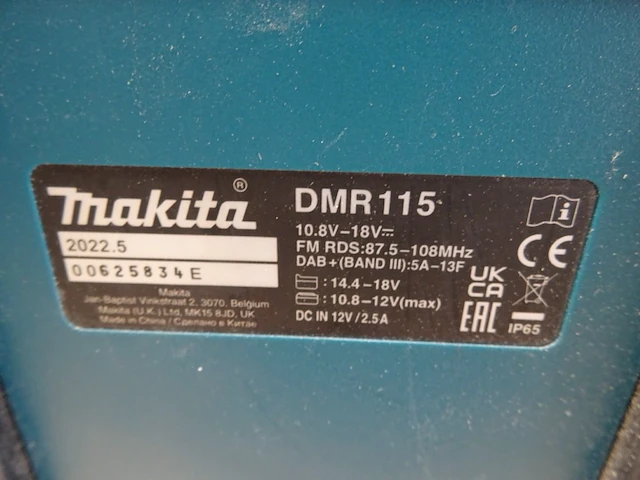 makita®
2022.5
00625834 E
Makita
Jan-Baptist Vinkstraat 2, 3070, Belgium
Makita (U.K.) Ltd, MK15 8JD, UK
Made in China / Сделано в Китае
DMR115
10.8V-18V⎓
FM RDS:87.5-108MHz
DAB+(BAND III):5A-13F
:14.4-18V
:10.8-12V(max)
DC IN 12V/2.5A
i
CE
UK
CA
EAC
IP65